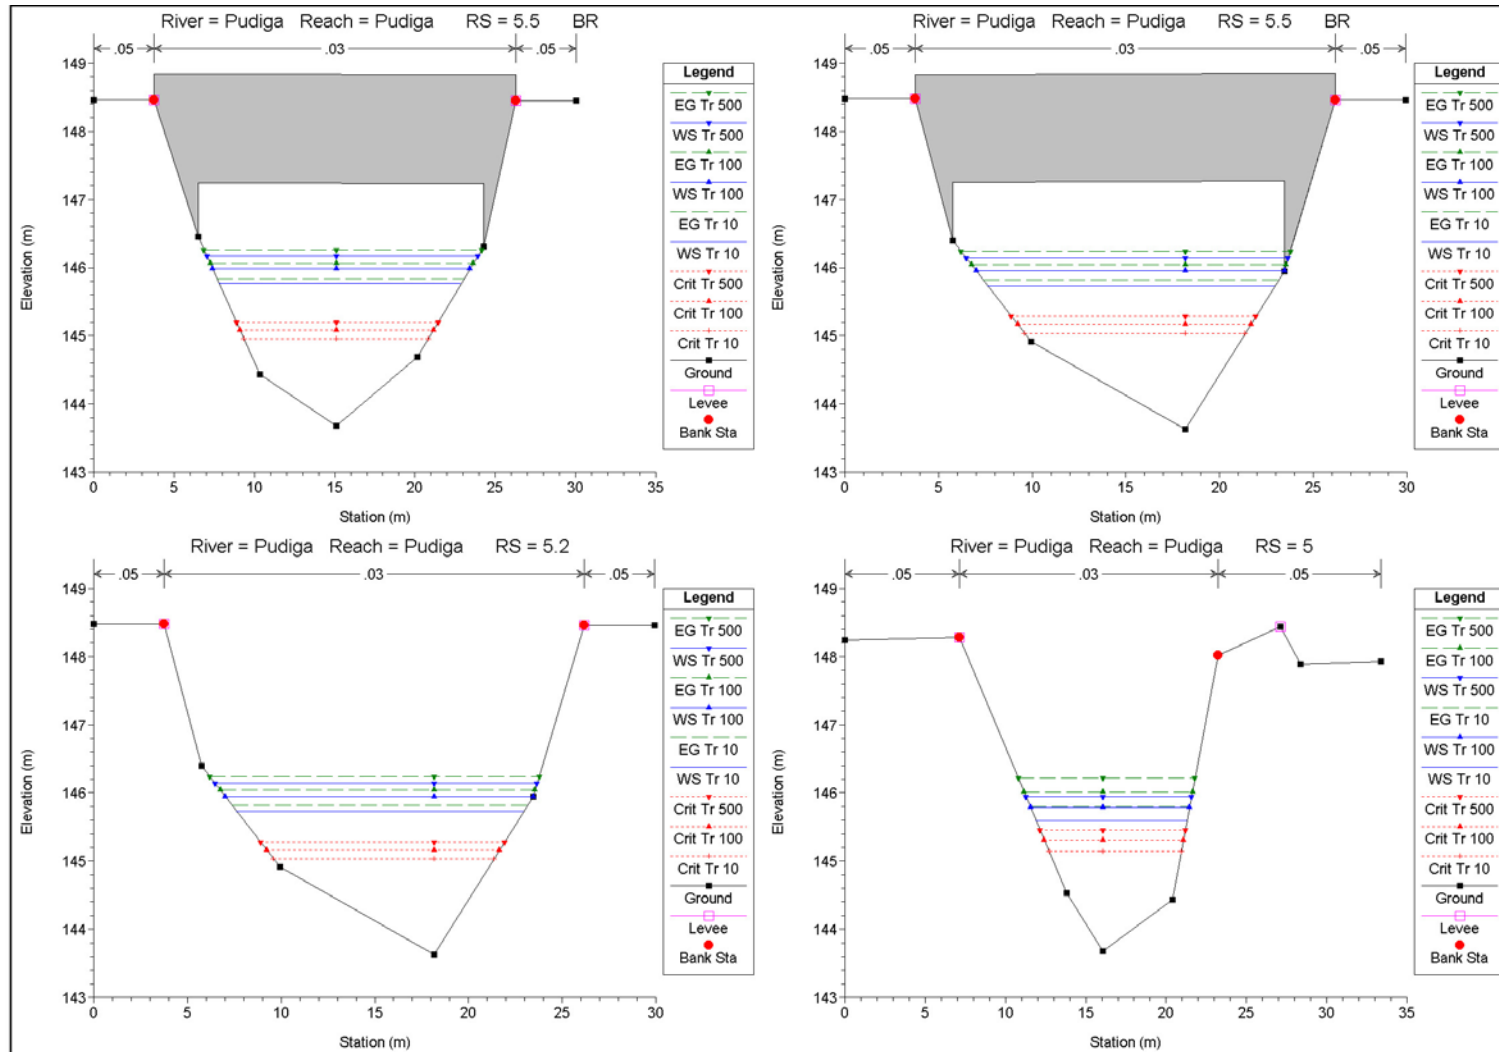 River = Pudiga Reach = Pudiga RS = 5.5 BR
.05 .03 .05
149
148
147
146
145
144
143
Elevation (m)
0 5 10 15 20 25 30 35
Station (m)
Legend
EG Tr 500
WS Tr 500
EG Tr 100
WS Tr 100
EG Tr 10
WS Tr 10
Crit Tr 500
Crit Tr 100
Crit Tr 10
Ground
Levee
Bank Sta
River = Pudiga Reach = Pudiga RS = 5.5 BR
.05 .03 .05
149
148
147
146
145
144
143
Elevation (m)
0 5 10 15 20 25 30
Station (m)
Legend
EG Tr 500
WS Tr 500
EG Tr 100
WS Tr 100
EG Tr 10
WS Tr 10
Crit Tr 500
Crit Tr 100
Crit Tr 10
Ground
Levee
Bank Sta
River = Pudiga Reach = Pudiga RS = 5.2
.05 .03 .05
149
148
147
146
145
144
143
Elevation (m)
0 5 10 15 20 25 30
Station (m)
Legend
EG Tr 500
WS Tr 500
EG Tr 100
WS Tr 100
EG Tr 10
WS Tr 10
Crit Tr 500
Crit Tr 100
Crit Tr 10
Ground
Levee
Bank Sta
River = Pudiga Reach = Pudiga RS = 5
.05 .03 .05
149
148
147
146
145
144
143
Elevation (m)
0 5 10 15 20 25 30 35
Station (m)
Legend
EG Tr 500
EG Tr 100
WS Tr 500
EG Tr 10
WS Tr 100
WS Tr 10
Crit Tr 500
Crit Tr 100
Crit Tr 10
Ground
Levee
Bank Sta